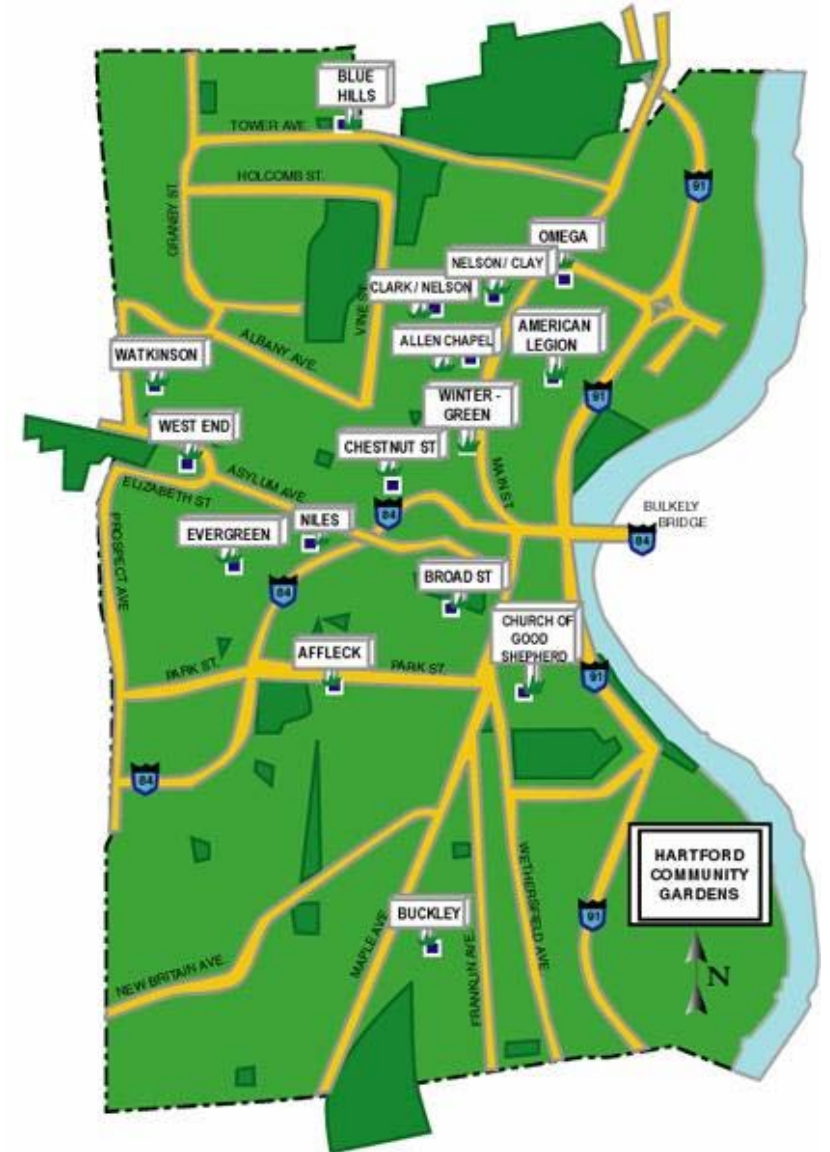 BLUE
HILLS
TOWER AVE.
HOLCOMB ST.
GRANBY ST.
91
OMEGA
NELSON / CLAY
CLARK / NELSON
VINE ST.
ALBANY AVE.
ALLEN CHAPEL
AMERICAN
LEGION
WATKINSON
91
WINTER -
GREEN
WEST END
CHESTNUT ST
MAIN ST.
ASYLUM AVE.
ELIZABETH ST
PROSPECT AVE
84
NILES
EVERGREEN
BULKELY
BRIDGE
84
84
BROAD ST
CHURCH OF
GOOD
SHEPHERD
AFFLECK
PARK ST.
PARK ST.
91
84
HARTFORD
COMMUNITY
GARDENS
WETHERSFIELD AVE.
BUCKLEY
91
MAPLE AVE.
FRANKLIN AVE.
NEW BRITAIN AVE.
N